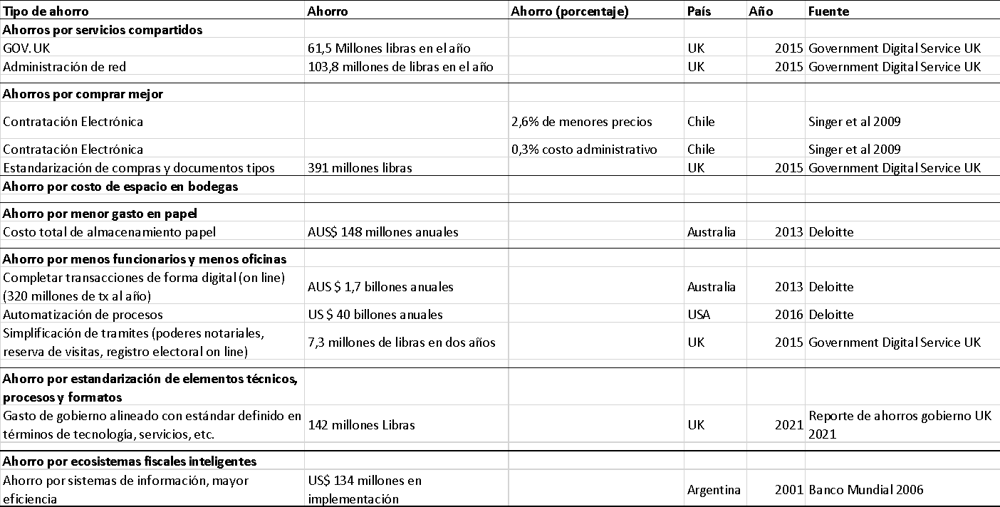 Tipo de ahorro Ahorro Ahorro (porcentaje) País Año Fuente
Ahorros por servicios compartidos
GOV. UK 61,5 Millones libras en el año UK 2015 Government Digital Service UK
Administración de red 103,8 millones de libras en el año UK 2015 Government Digital Service UK
Ahorros por comprar mejor
Contratación Electrónica 2,6% de menores precios Chile Singer et al 2009
Contratación Electrónica 0,3% costo administrativo Chile Singer et al 2009
Estandarización de compras y documentos tipos 391 millones libras UK 2015 Government Digital Service UK
Ahorro por costo de espacio en bodegas
Ahorro por menor gasto en papel
Costo total de almacenamiento papel AUS$ 148 millones anuales Australia 2013 Deloitte
Ahorro por menos funcionarios y menos oficinas
Completar transacciones de forma digital (on line)
(320 millones de tx al año) AUS $ 1,7 billones anuales Australia 2013 Deloitte
Automatización de procesos US $ 40 billones anuales USA 2016 Deloitte
Simplificación de tramites (poderes notariales,
reserva de visitas, registro electoral on line) 7,3 millones de libras en dos años UK 2015 Government Digital Service UK
Ahorro por estandarización de elementos técnicos,
procesos y formatos
Gasto de gobierno alineado con estándar definido en
términos de tecnología, servicios, etc. 142 millones Libras UK 2021 Reporte de ahorros gobierno UK
2021
Ahorro por ecosistemas fiscales inteligentes
Ahorro por sistemas de información, mayor
eficiencia US$ 134 millones en
implementación Argentina 2001 Banco Mundial 2006